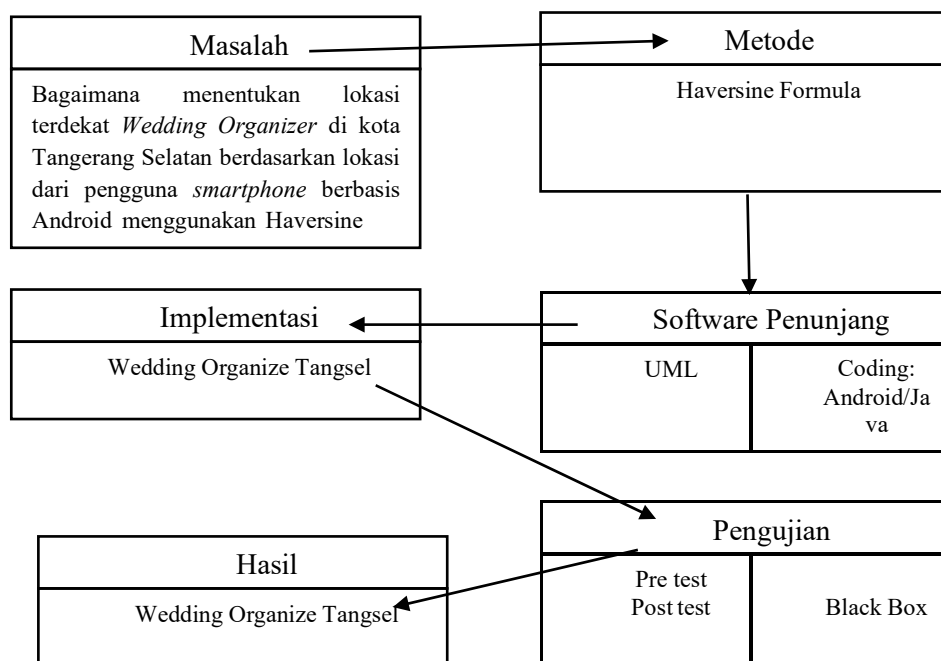 Masalah
Bagaimana menentukan lokasi
terdekat Wedding Organizer di kota
Tangerang Selatan berdasarkan lokasi
dari pengguna smartphone berbasis
Android menggunakan Haversine
Metode
Haversine Formula
Software Penunjang
UML
Coding:
Android/Ja
va
Implementasi
Wedding Organize Tangsel
Pengujian
Pre test
Post test
Black Box
Hasil
Wedding Organize Tangsel